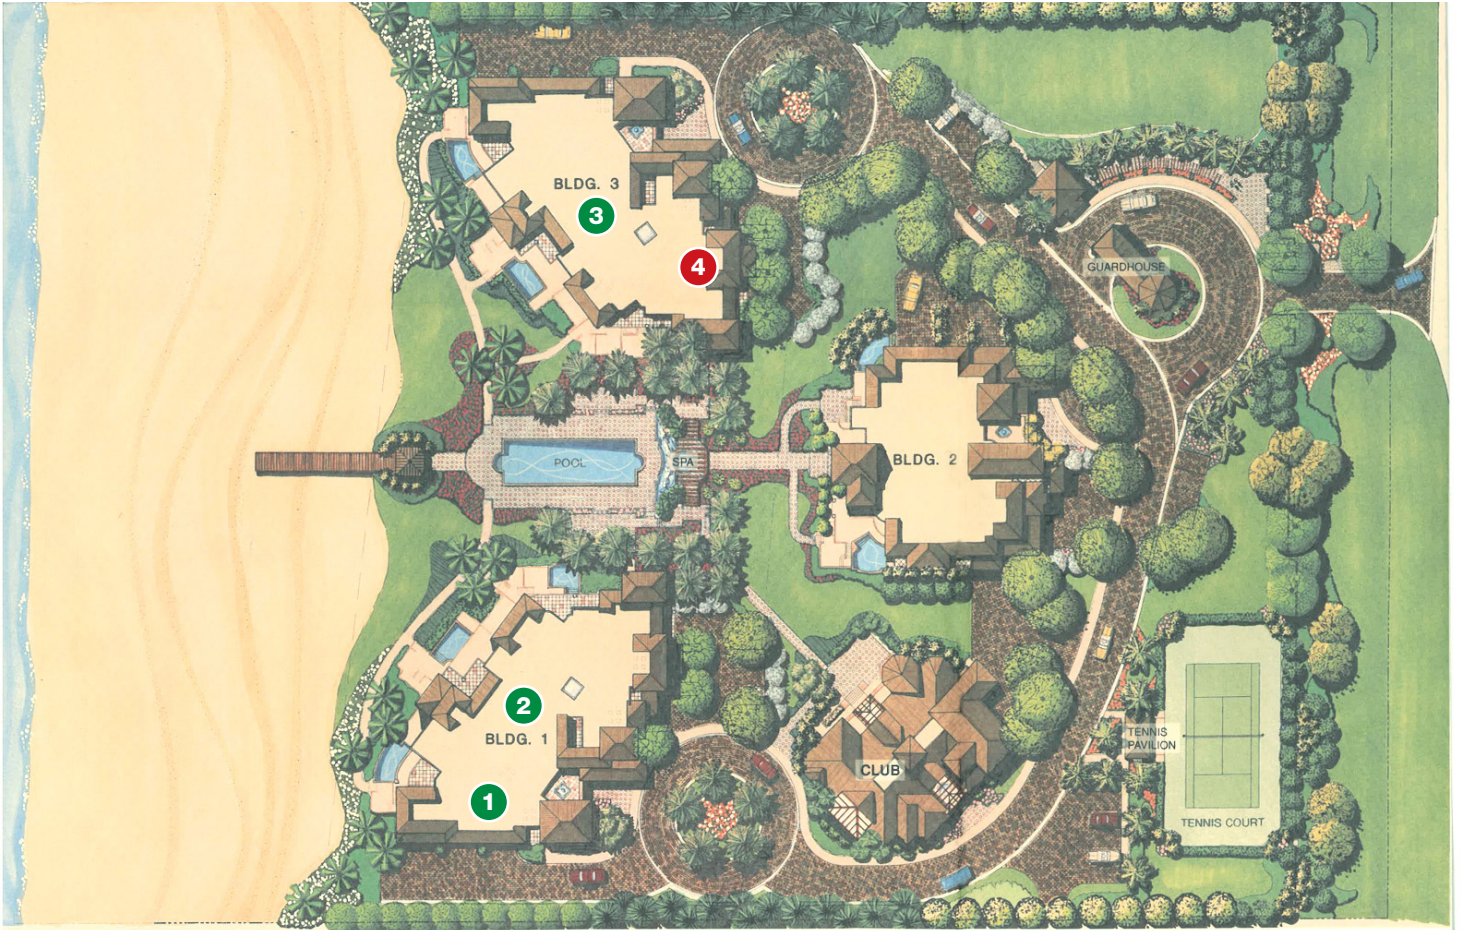 BLDG. 3
3
4
GUARDHOUSE
POOL
SPA
BLDG. 2
2
BLDG. 1
1
CLUB
TENNIS
PAVILION
TENNIS COURT